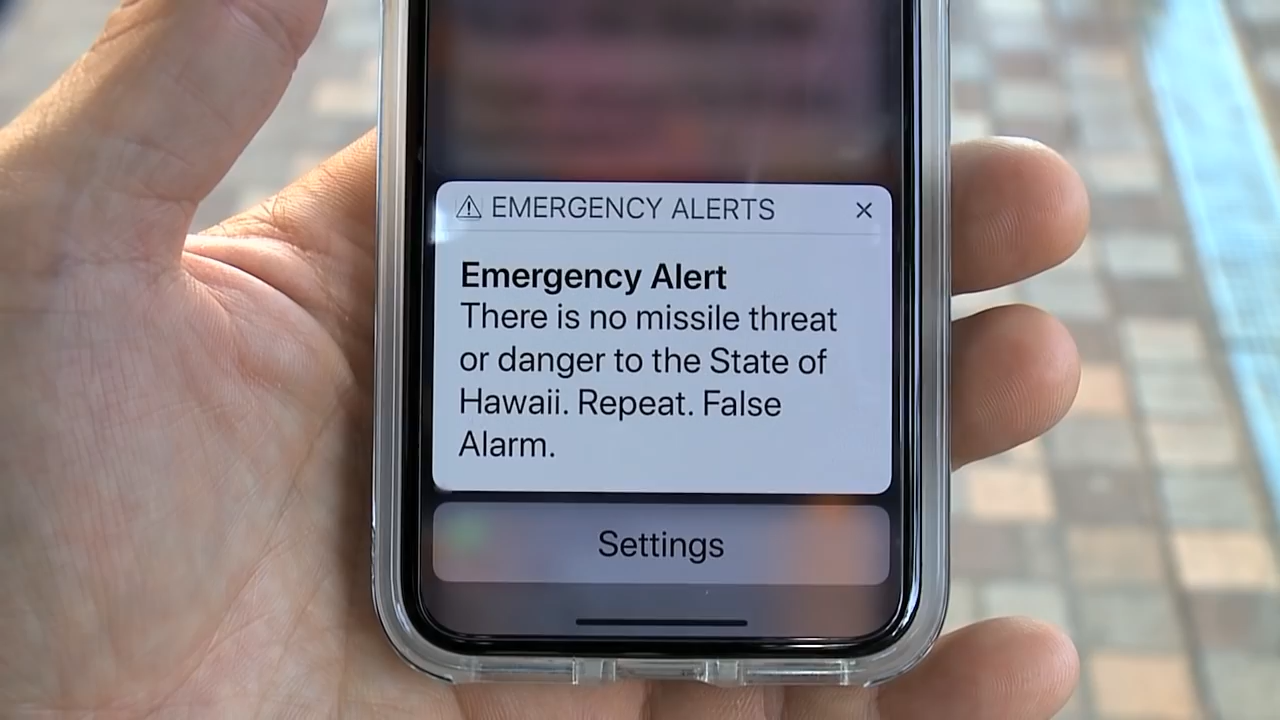 EMERGENCY ALERTS
Emergency Alert
There is no missile threat
or danger to the State of
Hawaii. Repeat. False
Alarm.
Settings